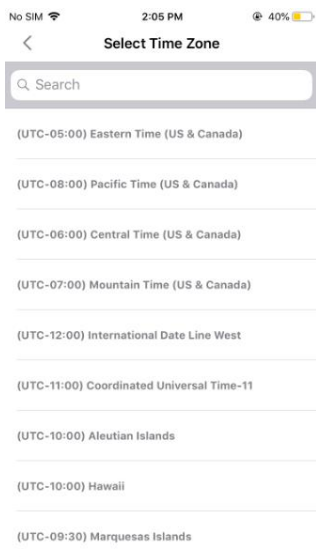 No SIM 2:05 PM 40%
Select Time Zone
Search
(UTC-05:00) Eastern Time (US & Canada)
(UTC-08:00) Pacific Time (US & Canada)
(UTC-06:00) Central Time (US & Canada)
(UTC-07:00) Mountain Time (US & Canada)
(UTC-12:00) International Date Line West
(UTC-11:00) Coordinated Universal Time-11
(UTC-10:00) Aleutian Islands
(UTC-10:00) Hawaii
(UTC-09:30) Marquesas Islands